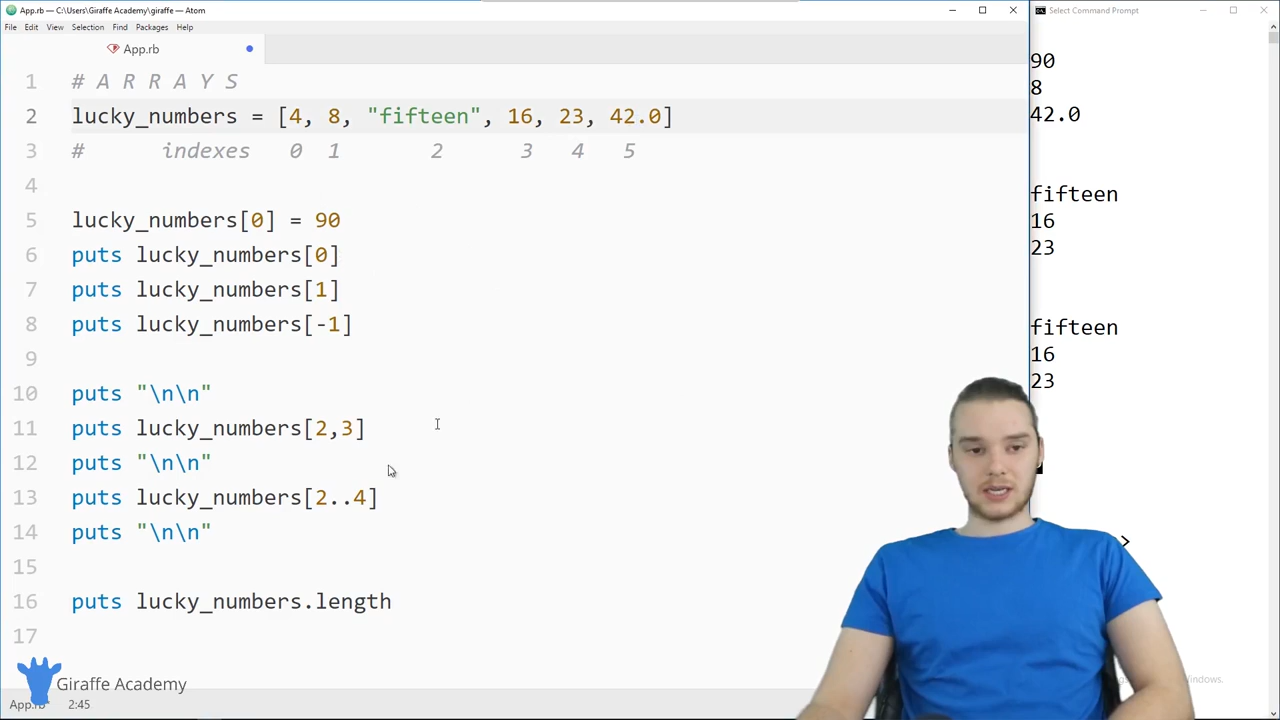 App.rb — C:\Users\Giraffe Academy\giraffe — Atom
File Edit View Selection Find Packages Help
App.rb
1 # A R R A Y S
2 lucky_numbers = [4, 8, "fifteen", 16, 23, 42.0]
3 # indexes 0 1 2 3 4 5
4
5 lucky_numbers[0] = 90
6 puts lucky_numbers[0]
7 puts lucky_numbers[1]
8 puts lucky_numbers[-1]
9
10 puts "\n\n"
11 puts lucky_numbers[2,3]
12 puts "\n\n"
13 puts lucky_numbers[2..4]
14 puts "\n\n"
15
16 puts lucky_numbers.length
17
Giraffe Academy
App.rb 2:45
Select Command Prompt
90
8
42.0
fifteen
16
23
fifteen
16
23
>
Windows.